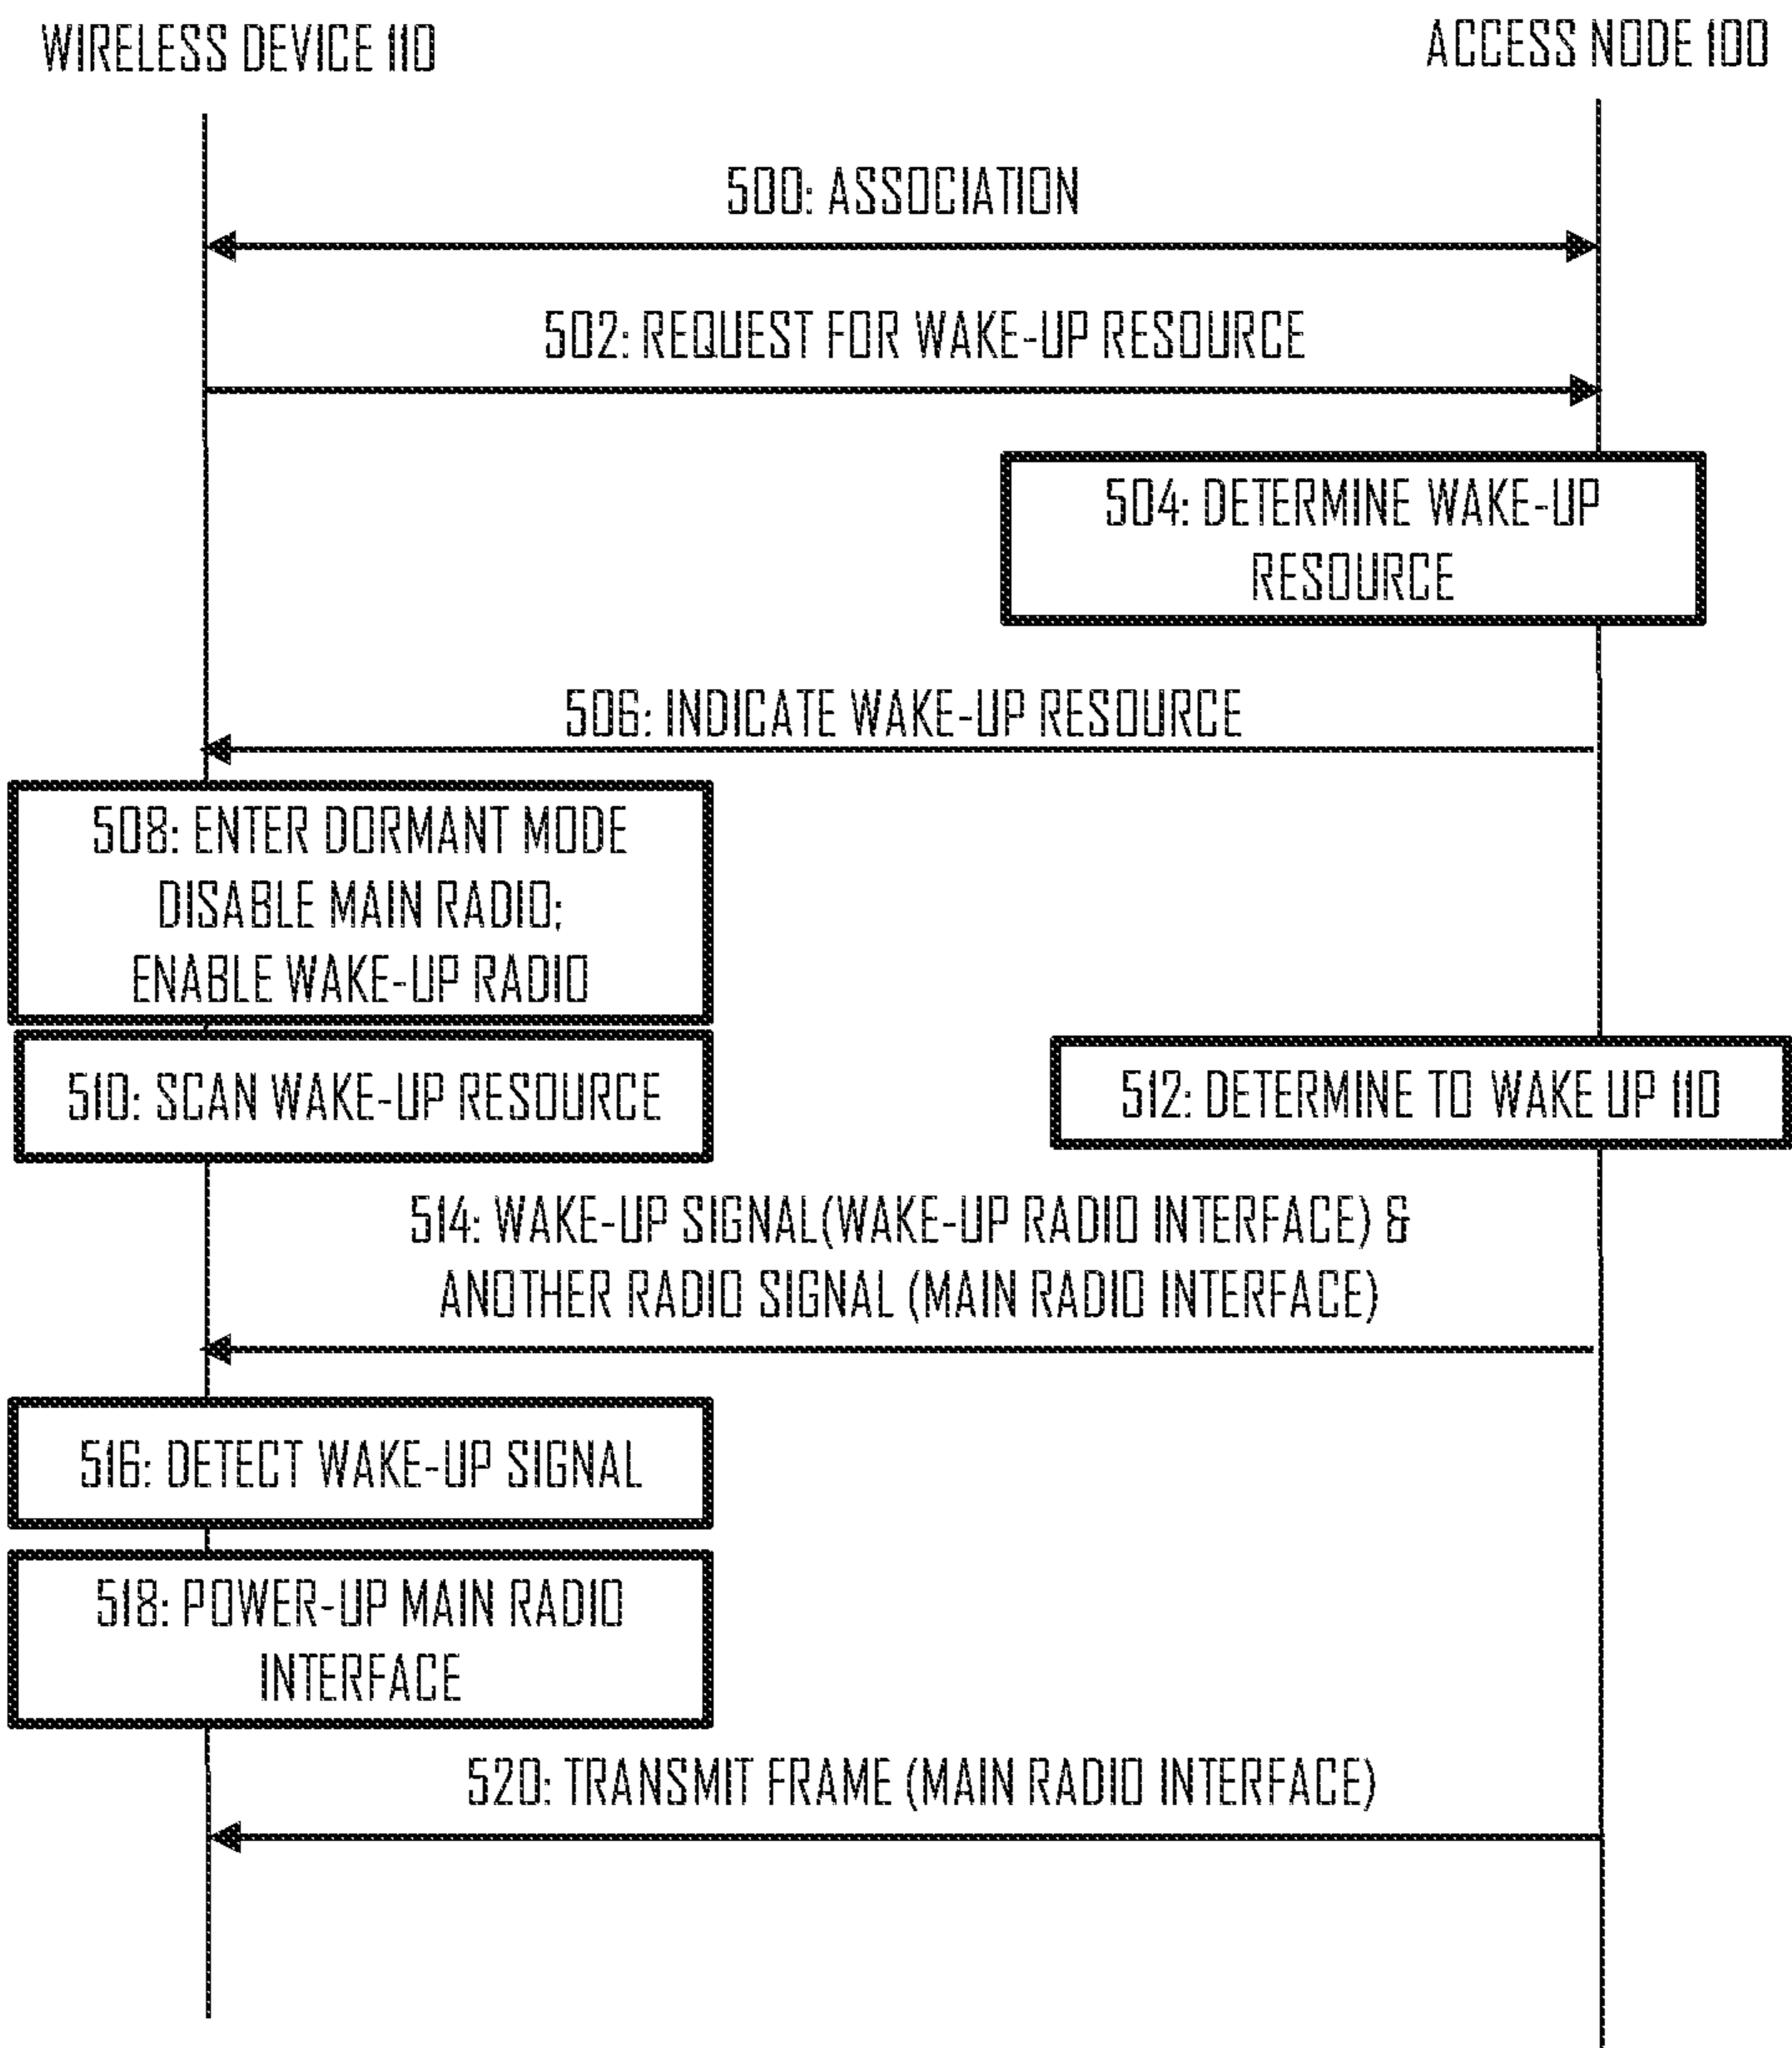 WIRELESS DEVICE 110
ACCESS NODE 100
500: ASSOCIATION
502: REQUEST FOR WAKE-UP RESOURCE
504: DETERMINE WAKE-UP
RESOURCE
506: INDICATE WAKE-UP RESOURCE
508: ENTER DORMANT MODE
DISABLE MAIN RADIO;
ENABLE WAKE-UP RADIO
510: SCAN WAKE-UP RESOURCE
512: DETERMINE TO WAKE UP 110
514: WAKE-UP SIGNAL(WAKE-UP RADIO INTERFACE) &
ANOTHER RADIO SIGNAL (MAIN RADIO INTERFACE)
516: DETECT WAKE-UP SIGNAL
518: POWER-UP MAIN RADIO
INTERFACE
520: TRANSMIT FRAME (MAIN RADIO INTERFACE)